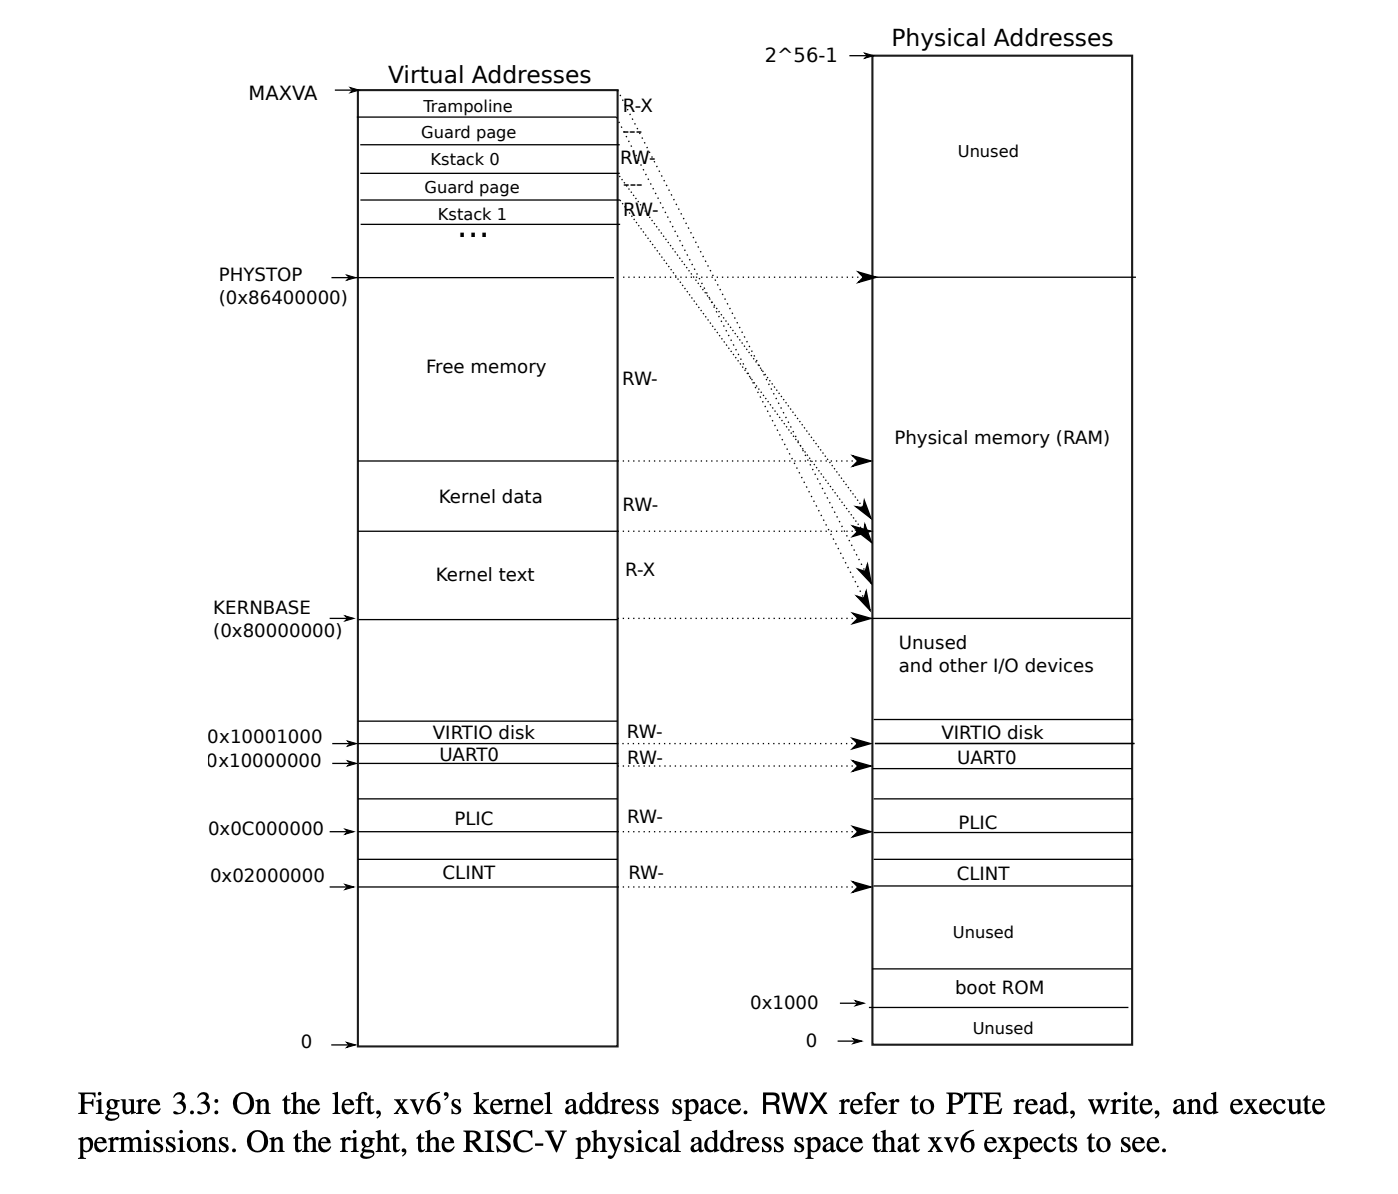 Physical Addresses
2^56-1
Virtual Addresses
MAXVA
Trampoline
R-X
Guard page
---
Unused
Kstack 0
RW-
Guard page
---
Kstack 1
RW-
...
PHYSTOP
(0x86400000)
Free memory
RW-
Physical memory (RAM)
Kernel data
RW-
Kernel text
R-X
KERNBASE
(0x80000000)
Unused
and other I/O devices
0x10001000
VIRTIO disk
RW-
VIRTIO disk
0x10000000
UART0
RW-
UART0
0x0C000000
PLIC
RW-
PLIC
0x02000000
CLINT
RW-
CLINT
Unused
boot ROM
0x1000
Unused
0
0
Figure 3.3: On the left, xv6’s kernel address space. RWX refer to PTE read, write, and execute
permissions. On the right, the RISC-V physical address space that xv6 expects to see.